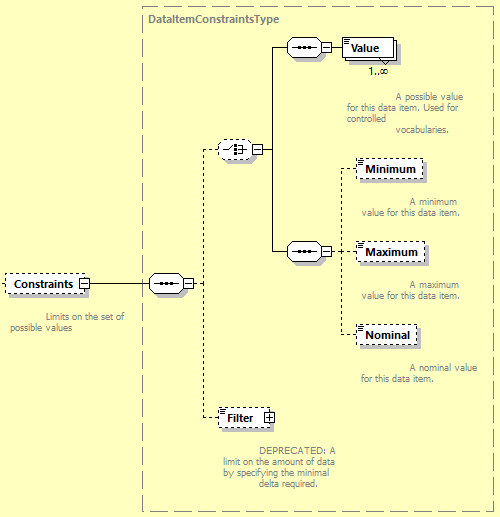 DataItemConstraintsType
Value
1..∞
A possible value
for this data item. Used for
controlled
vocabularies.
Minimum
A minimum
value for this data item.
Maximum
A maximum
value for this data item.
Constraints
Limits on the set of
possible values
Nominal
A nominal value
for this data item.
Filter
DEPRECATED: A
limit on the amount of data
by specifying the minimal
delta required.